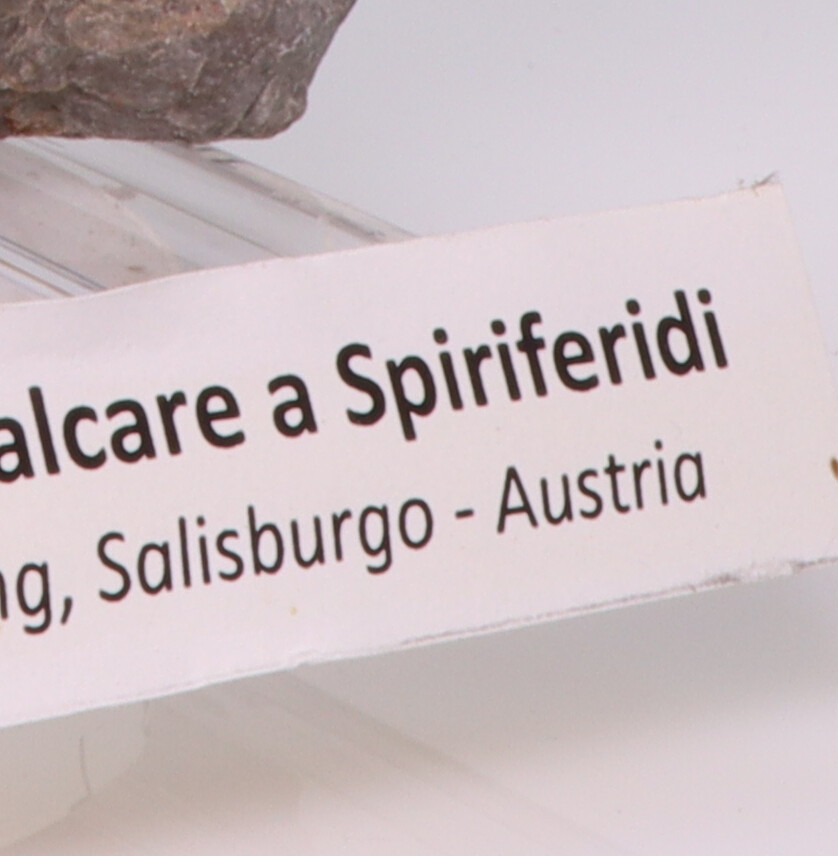 alcare a Spiriferidi
ng, Salisburgo - Austria